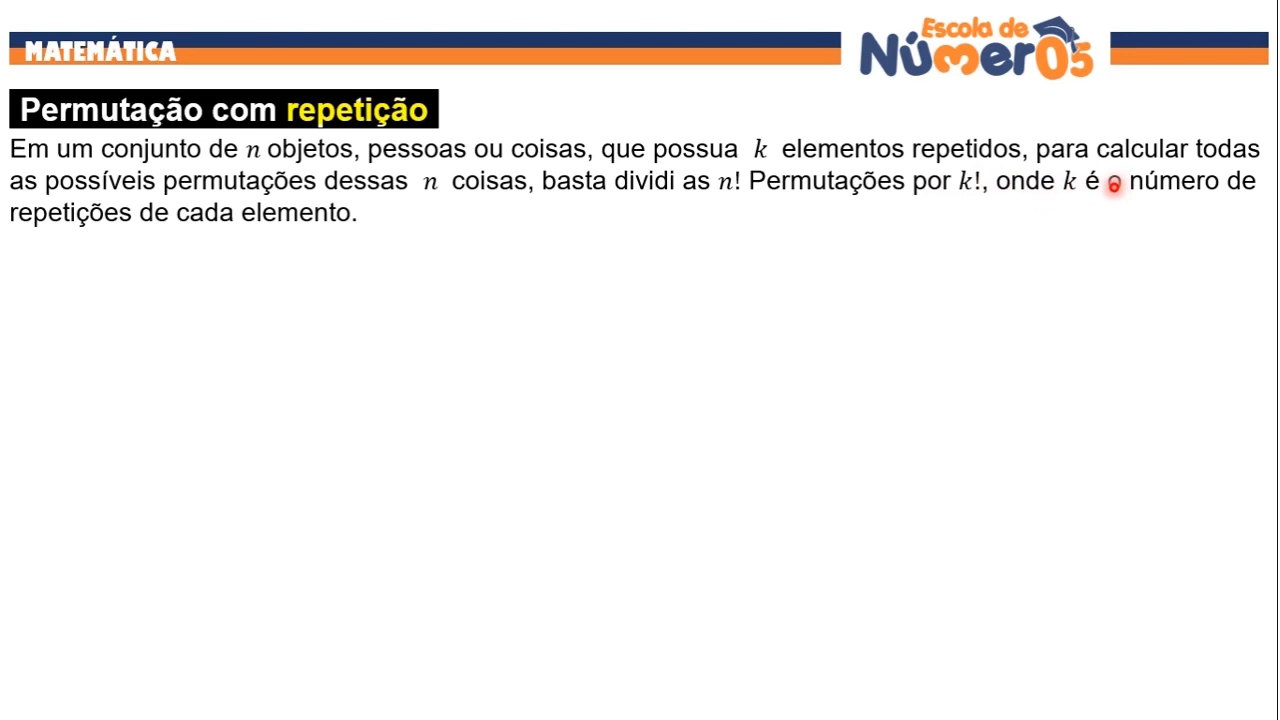 MATEMÁTICA
Escola de
Númer05
Permutação com repetição
Em um conjunto de n objetos, pessoas ou coisas, que possua k elementos repetidos, para calcular todas
as possíveis permutações dessas n coisas, basta dividi as n! Permutações por k!, onde k é o número de
repetições de cada elemento.